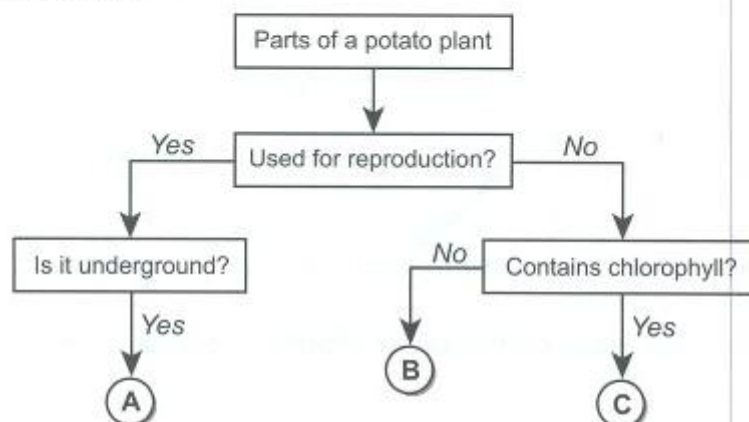 Parts of a potato plant
Yes
Used for reproduction?
No
Is it underground?
No
Contains chlorophyll?
Yes
Yes
B
A
C